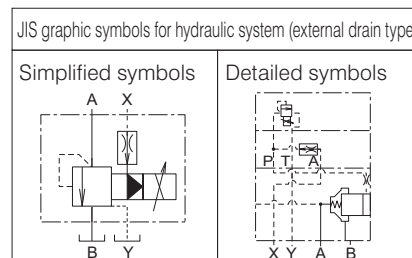 JIS graphic symbols for hydraulic system (external drain type
Simplified symbols
Detailed symbols
A X
P T A
B Y
X Y A B